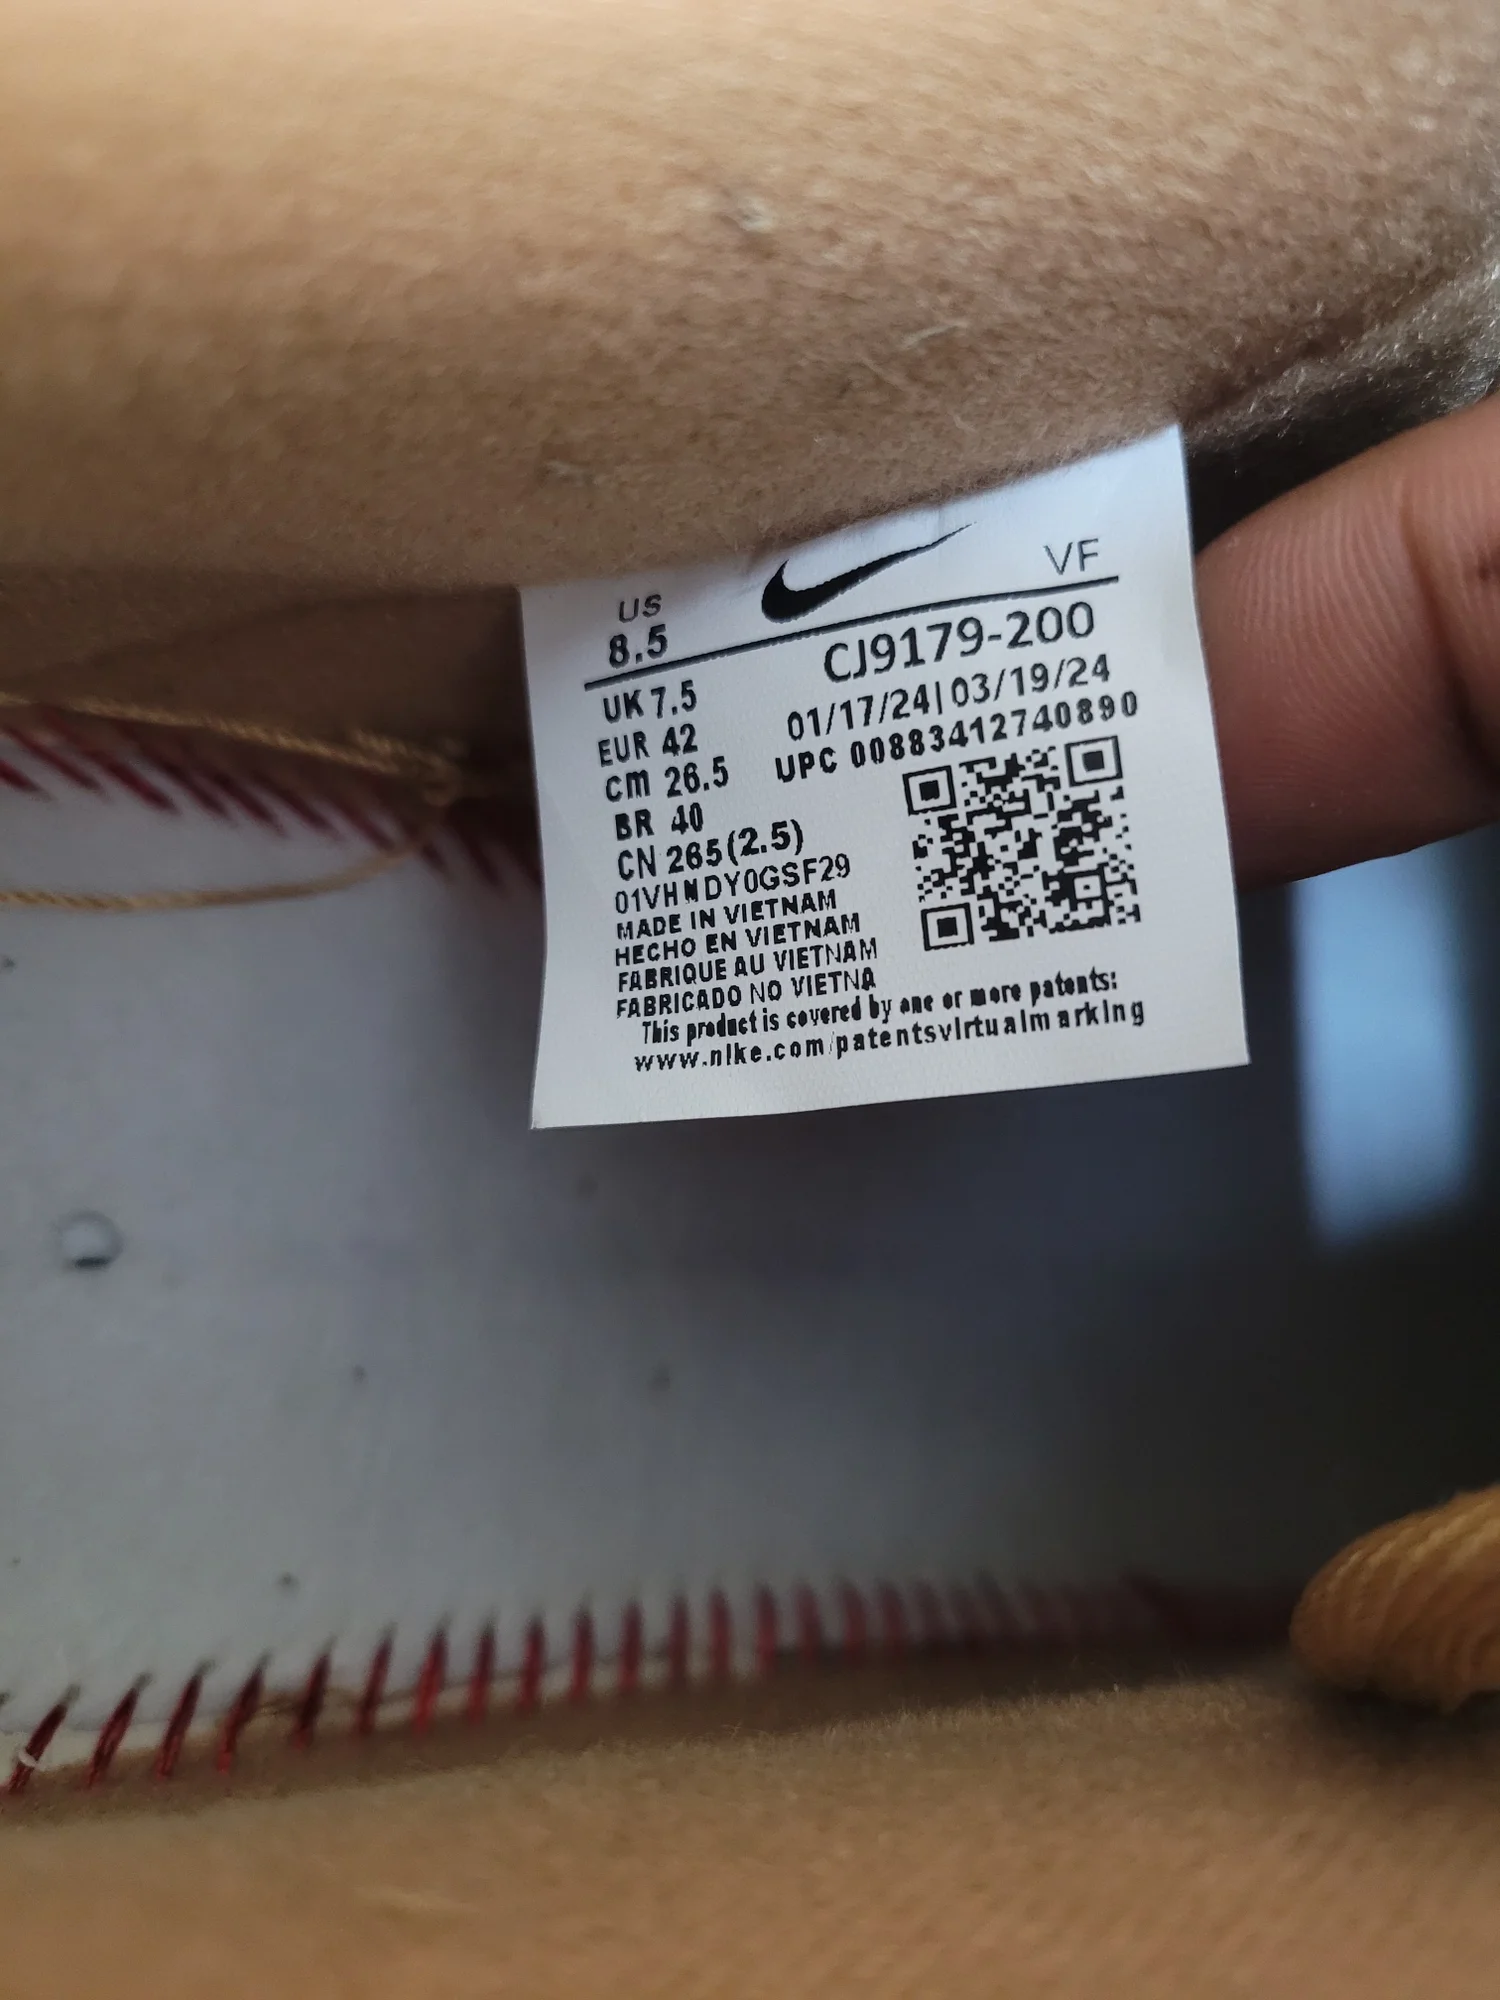 US
8.5
VF
CJ9179-200
UK 7.5
01/17/24|03/19/24
EUR 42
UPC 00883412740890
cm 26.5
BR 40
CN 265(2.5)
01VHNDY0GSF29
MADE IN VIETNAM
HECHO EN VIETNAM
FABRIQUE AU VIETNAM
FABRICADO NO VIETNA
This product is covered by one or more patents:
www.nike.com/patentsvirtualmarking